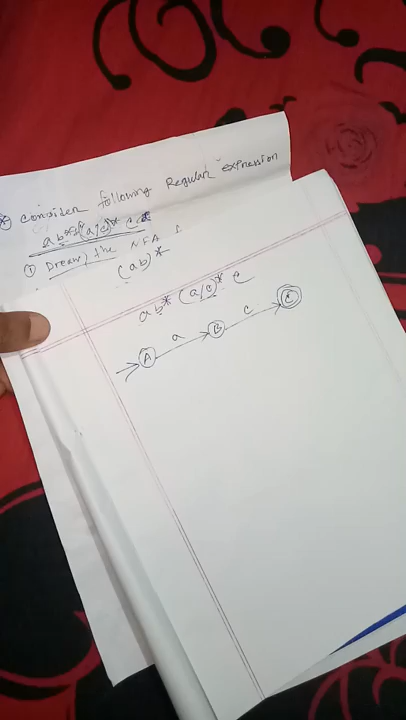 * Consider following Regular expression
ab*(a/c)* c
① Draw, the NFA
(ab)*
ab* (a/c)* c
a c
A B C